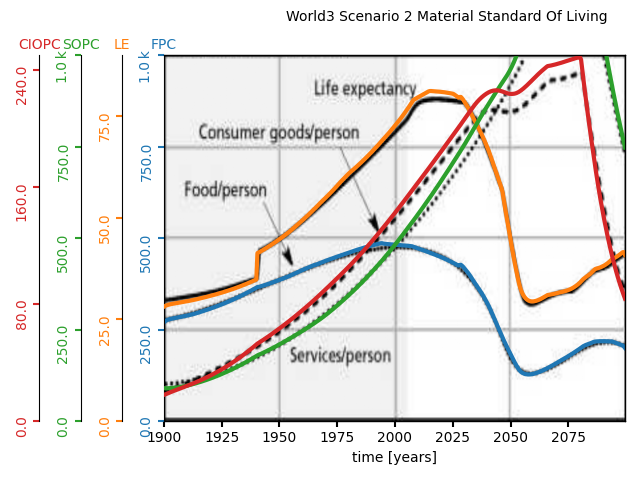 World3 Scenario 2 Material Standard Of Living
CIOPC SOPC LE FPC
240.0
160.0
80.0
0.0
1.0 k
750.0
500.0
250.0
0.0
75.0
50.0
25.0
0.0
1.0 k
750.0
500.0
250.0
0.0
Life expectancy
Consumer goods/person
Food/person
Services/person
1900 1925 1950 1975 2000 2025 2050 2075
time [years]